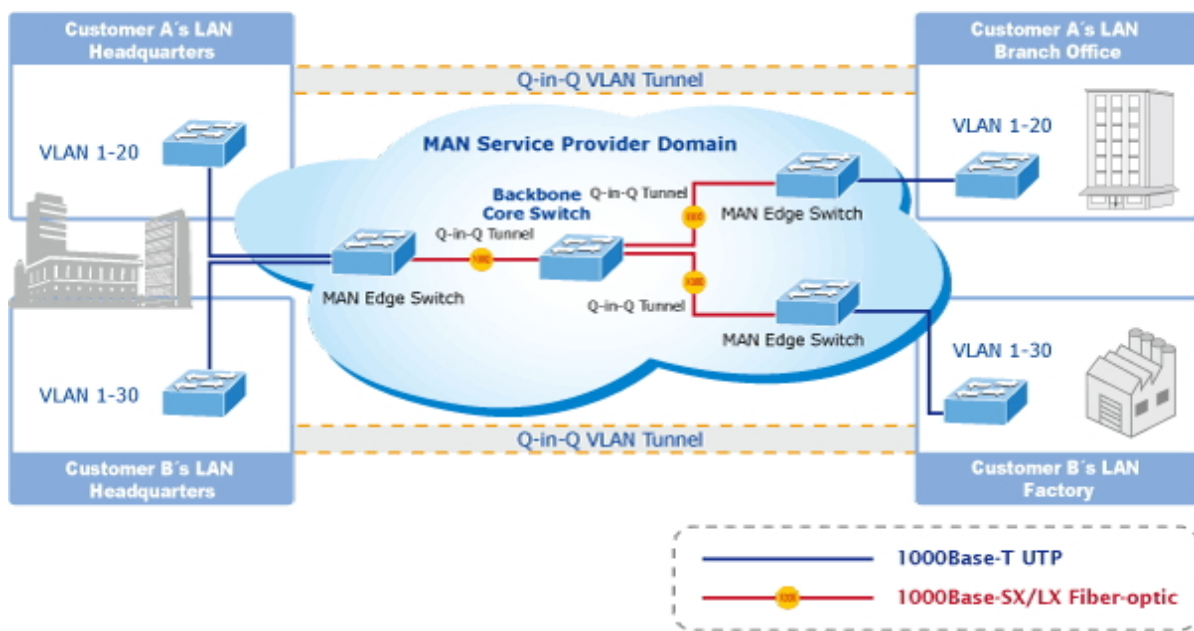 Customer A´s LAN
Headquarters
Customer A´s LAN
Branch Office
Q-in-Q VLAN Tunnel
VLAN 1-20
MAN Service Provider Domain
VLAN 1-20
Q-in-Q Tunnel
Backbone
Core Switch
MAN Edge Switch
Q-in-Q Tunnel
MAN Edge Switch
Q-in-Q Tunnel
MAN Edge Switch
VLAN 1-30
VLAN 1-30
Q-in-Q VLAN Tunnel
Customer B´s LAN
Headquarters
Customer B´s LAN
Factory
1000Base-T UTP
1000Base-SX/LX Fiber-optic